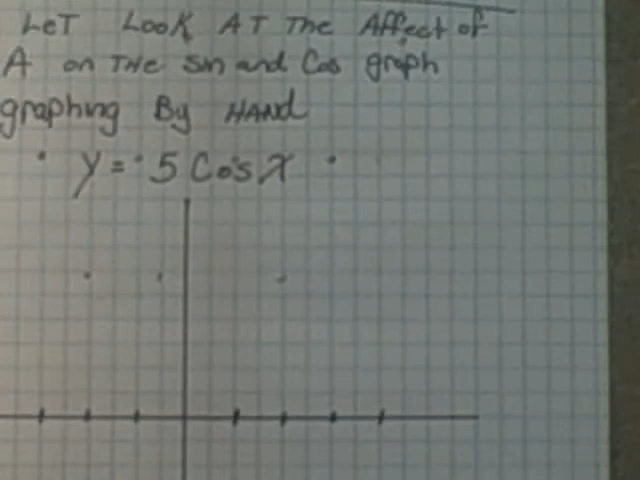 LeT LOOK AT The Affect of
A on THe sin and Cos graph
graphing By HAND
y = 5 Cos x